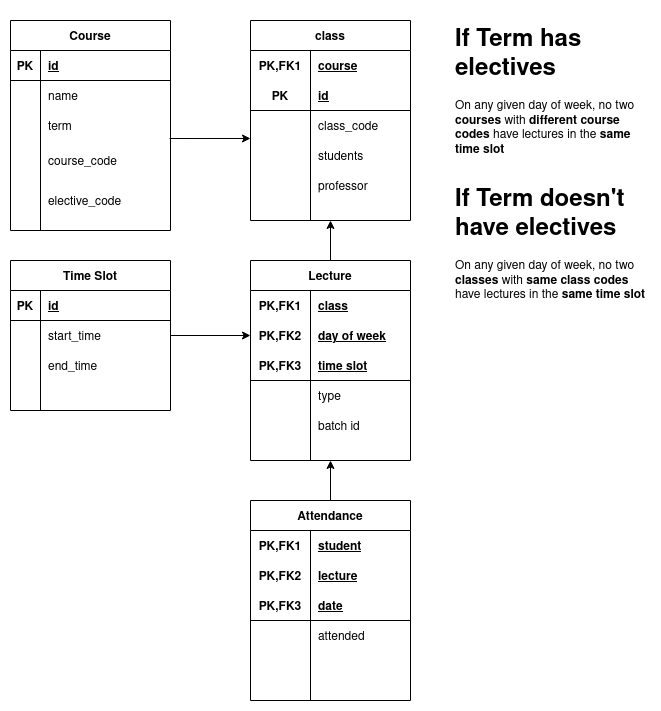 Course
PK id
name
term
course_code
elective_code
class
PK,FK1 course
PK id
class_code
students
professor
If Term has
electives
On any given day of week, no two
courses with different course
codes have lectures in the same
time slot
If Term doesn't
have electives
On any given day of week, no two
classes with same class codes
have lectures in the same time slot
Time Slot
PK id
start_time
end_time
Lecture
PK,FK1 class
PK,FK2 day of week
PK,FK3 time slot
type
batch id
Attendance
PK,FK1 student
PK,FK2 lecture
PK,FK3 date
attended